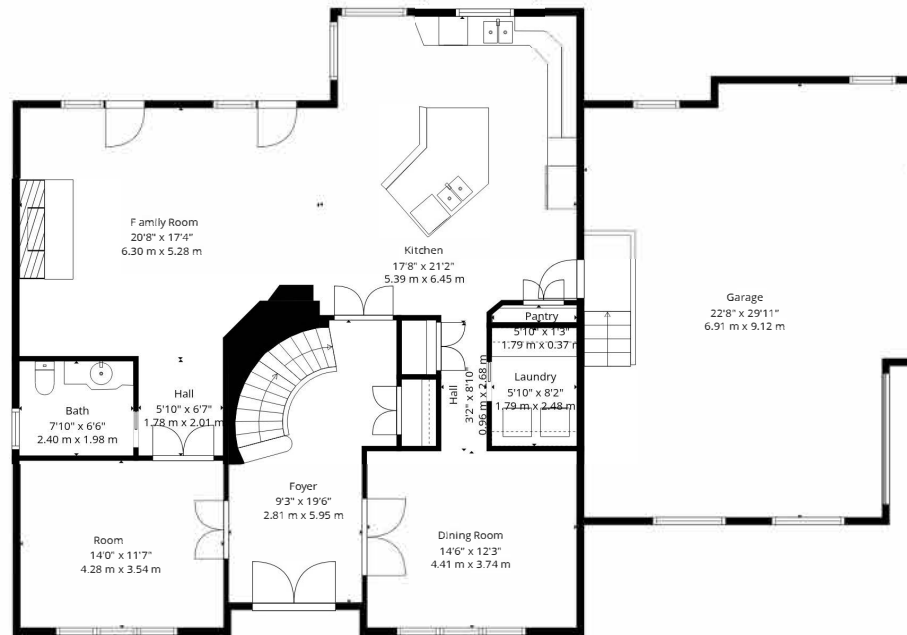 Family Room
20'8" x 17'4"
6.30 m x 5.28 m
Kitchen
17'8" x 21'2"
5.39 m x 6.45 m
Garage
22'8" x 29'11"
6.91 m x 9.12 m
Pantry
5'10" x 1'3"
1.79 m x 0.37 m
Laundry
5'10" x 8'2"
1.79 m x 2.48 m
Hall
3'2" x 8'10"
0.96 m x 2.68 m
Hall
5'10" x 6'7"
1.78 m x 2.01 m
Bath
7'10" x 6'6"
2.40 m x 1.98 m
Foyer
9'3" x 19'6"
2.81 m x 5.95 m
Room
14'0" x 11'7"
4.28 m x 3.54 m
Dining Room
14'6" x 12'3"
4.41 m x 3.74 m